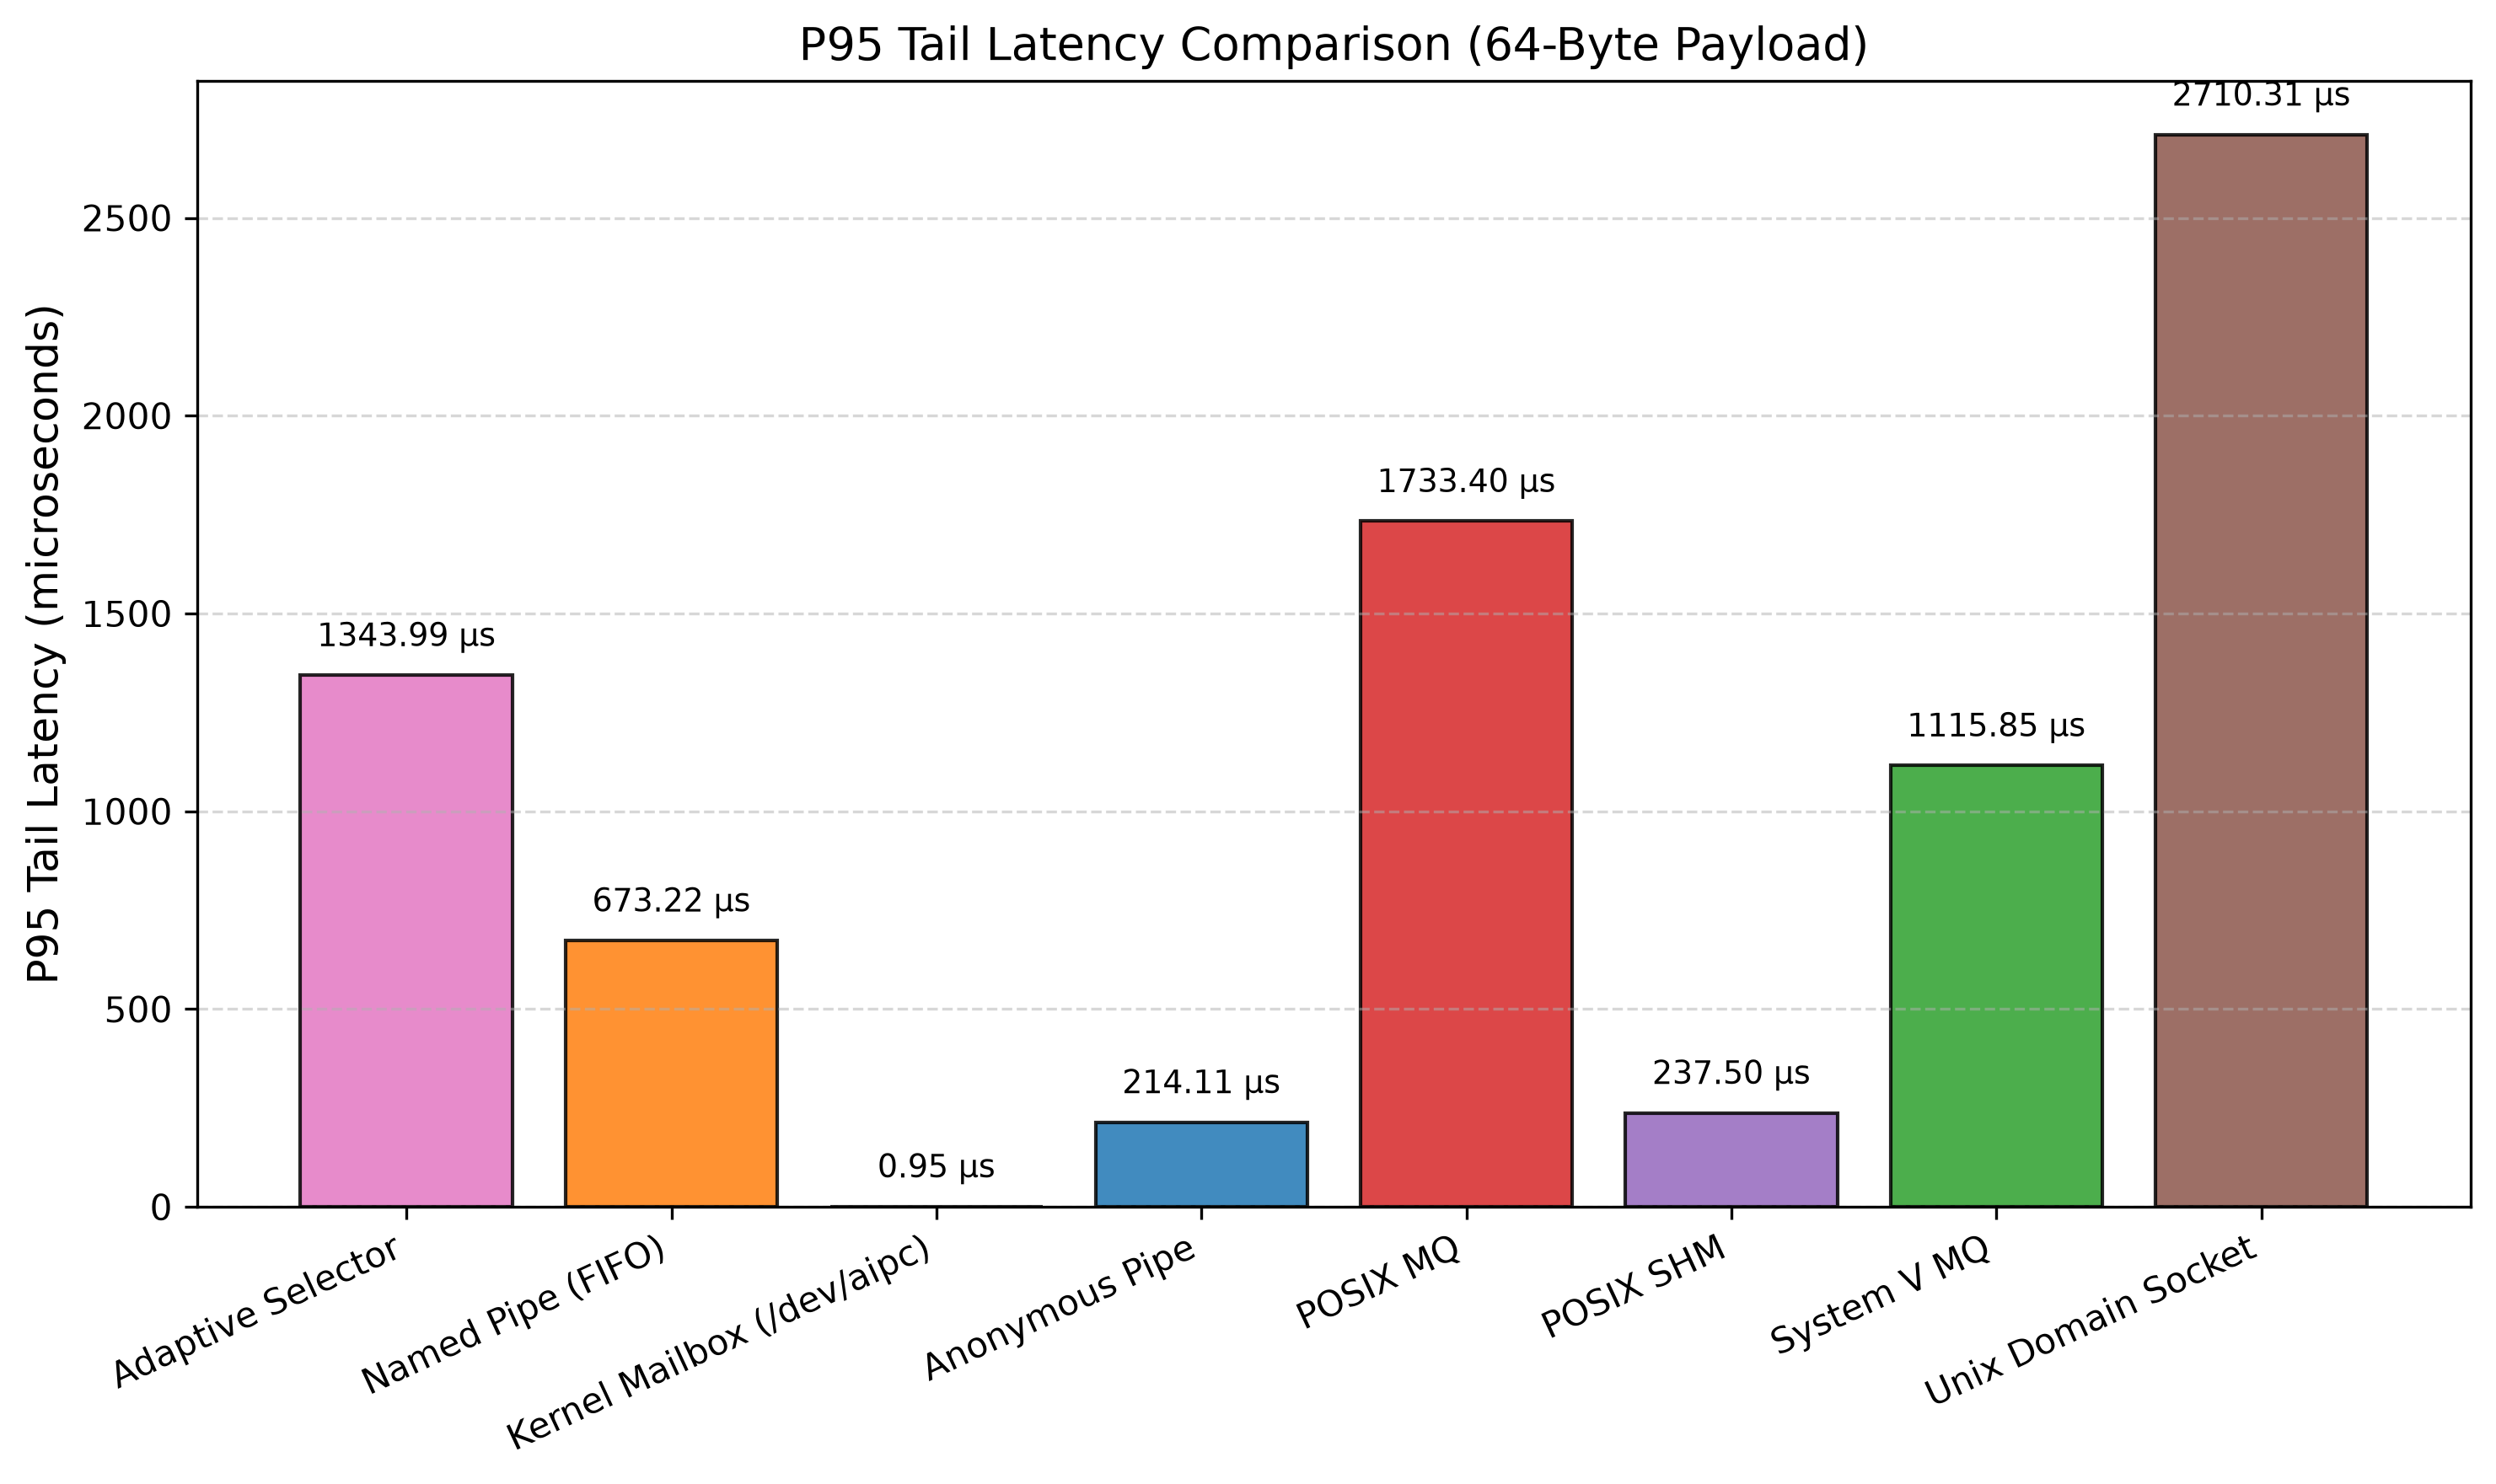 P95 Tail Latency Comparison (64-Byte Payload)
P95 Tail Latency (microseconds)
2500
2000
1500
1000
500
0
1343.99 µs
673.22 µs
0.95 µs
214.11 µs
1733.40 µs
237.50 µs
1115.85 µs
2710.31 µs
Adaptive Selector
Named Pipe (FIFO)
Kernel Mailbox (/dev/aipc)
Anonymous Pipe
POSIX MQ
POSIX SHM
System V MQ
Unix Domain Socket